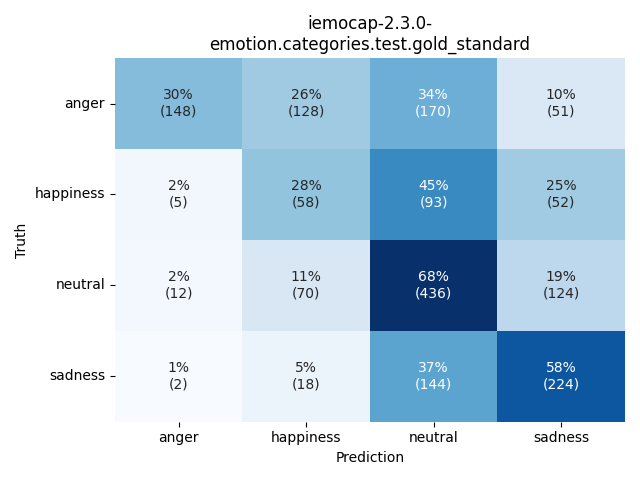 iemocap-2.3.0-
emotion.categories.test.gold_standard
Truth
anger
30% 26% 34% 10%
(148) (128) (170) (51)
happiness
2% 28% 45% 25%
(5) (58) (93) (52)
neutral
2% 11% 68% 19%
(12) (70) (436) (124)
sadness
1% 5% 37% 58%
(2) (18) (144) (224)
anger happiness neutral sadness
Prediction